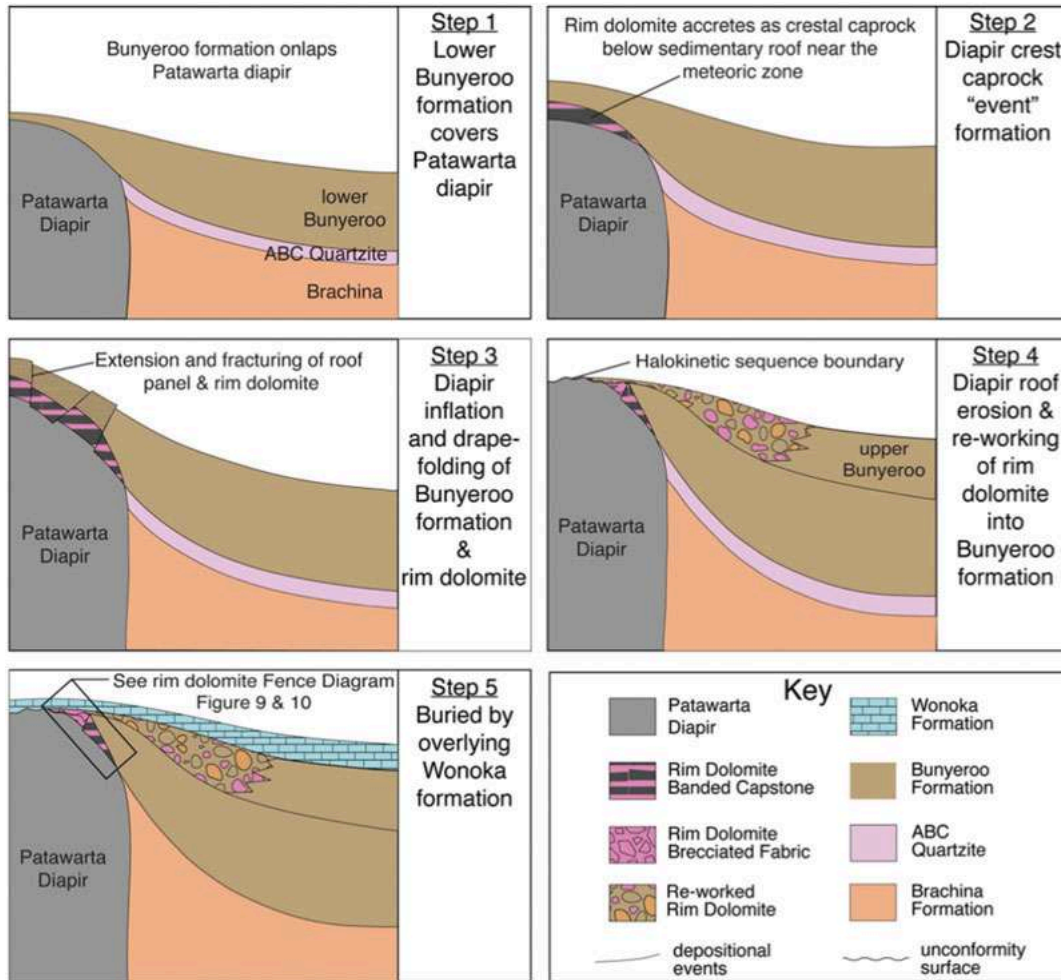 Bunyeroo formation onlaps
Patawarta diapir
Patawarta
Diapir
lower
Bunyeroo
ABC Quartzite
Brachina
Step 1
Lower
Bunyeroo
formation
covers
Patawarta
diapir
Rim dolomite accretes as crestal caprock
below sedimentary roof near the
meteoric zone
Patawarta
Diapir
Step 2
Diapir crest
caprock
“event”
formation
Extension and fracturing of roof
panel & rim dolomite
Patawarta
Diapir
Step 3
Diapir
inflation
and drape-
folding of
Bunyeroo
formation
&
rim dolomite
Halokinetic sequence boundary
upper
Bunyeroo
Patawarta
Diapir
Step 4
Diapir roof
erosion &
re-working
of rim
dolomite
into
Bunyeroo
formation
See rim dolomite Fence Diagram
Figure 9 & 10
Patawarta
Diapir
Step 5
Buried by
overlying
Wonoka
formation
Key
Patawarta
Diapir
Rim Dolomite
Banded Capstone
Rim Dolomite
Brecciated Fabric
Re-worked
Rim Dolomite
depositional
events
Wonoka
Formation
Bunyeroo
Formation
ABC
Quartzite
Brachina
Formation
unconformity
surface